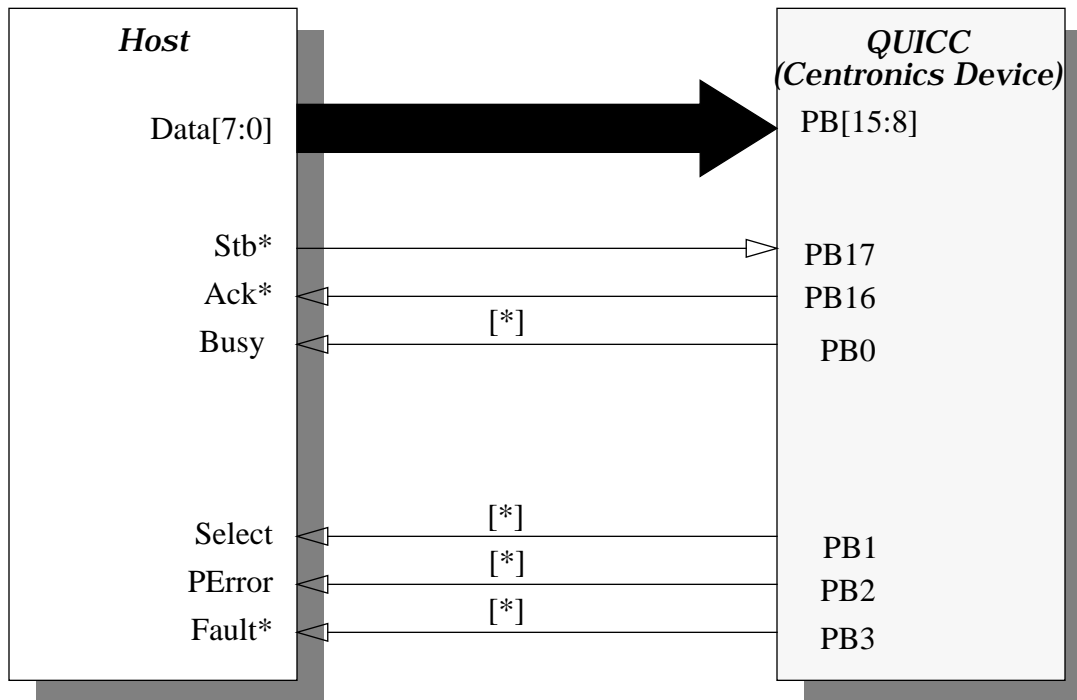 Host
QUICC
(Centronics Device)
Data[7:0]
PB[15:8]
Stb*
PB17
Ack*
PB16
[*]
Busy
PB0
[*]
Select
PB1
[*]
PError
PB2
[*]
Fault*
PB3